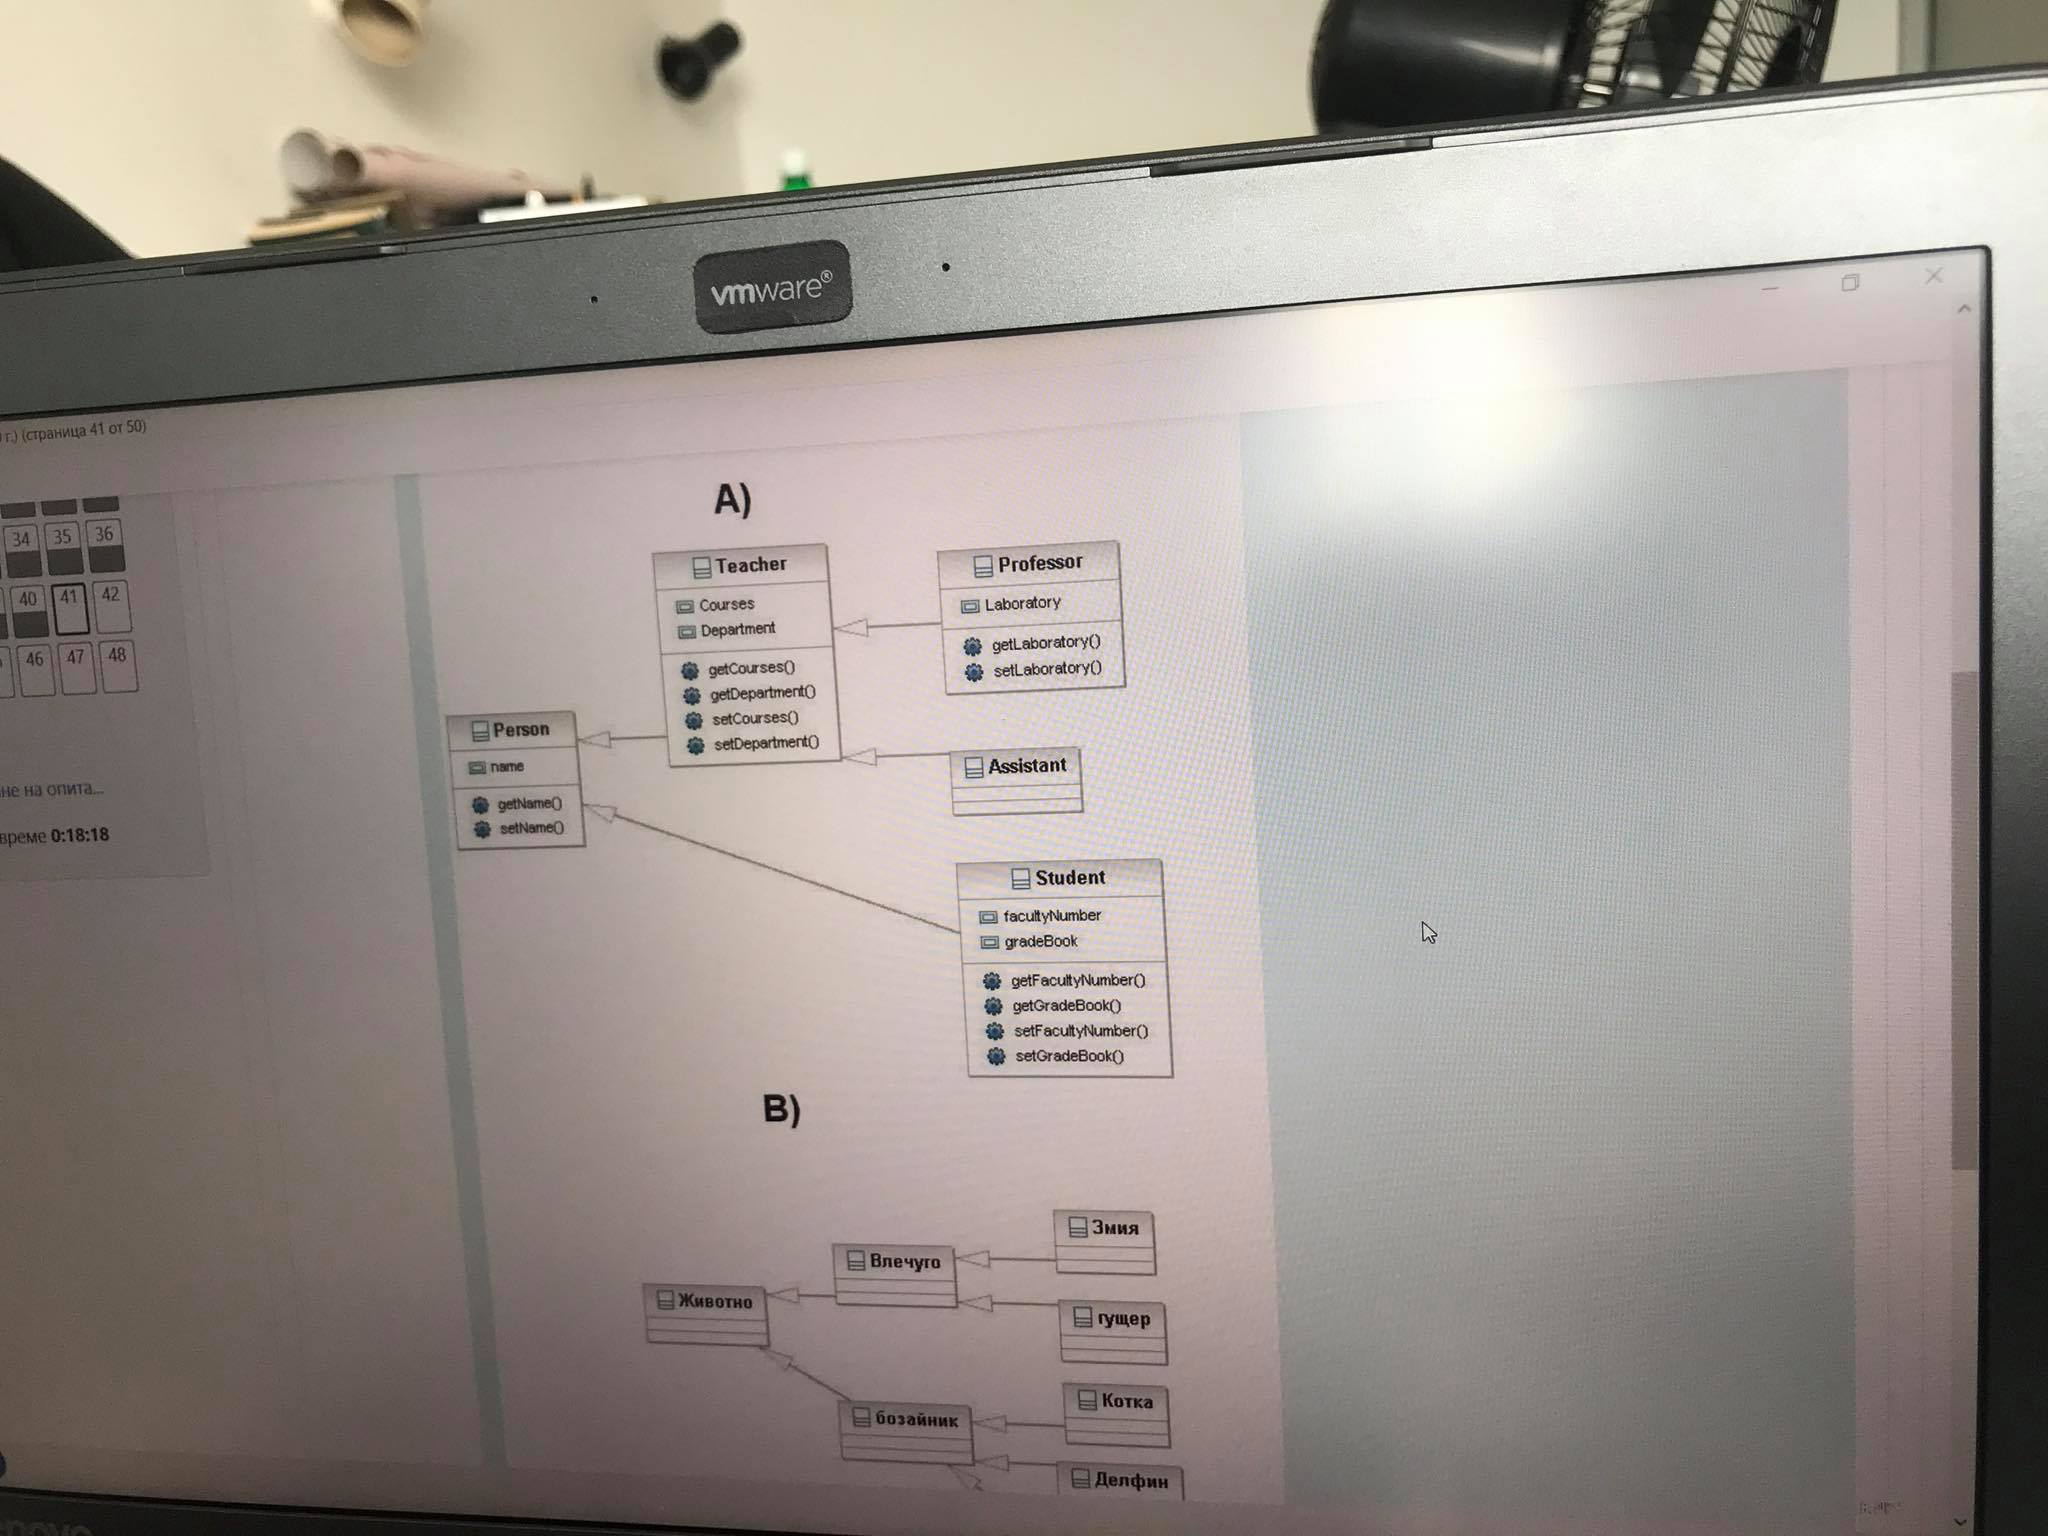 vmware®
г.) (страница 41 от 50)
34 35 36
40 41 42
46 47 48
не на опита...
време 0:18:18
A)
Teacher
Courses
Department
getCourses()
getDepartment()
setCourses()
setDepartment()
Professor
Laboratory
getLaboratory()
setLaboratory()
Person
name
getName()
setName()
Assistant
Student
facultyNumber
gradeBook
getFacultyNumber()
getGradeBook()
setFacultyNumber()
setGradeBook()
B)
Змия
Влечуго
Животно
гущер
Котка
бозайник
Делфин